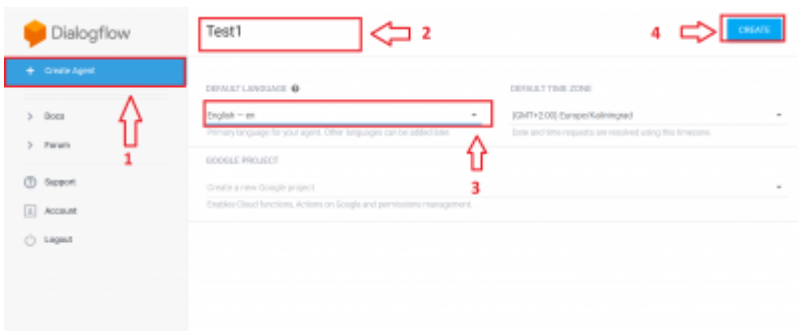 Dialogflow
Test1
2
4
CREATE
+ Create Agent
DEFAULT LANGUAGE
DEFAULT TIME ZONE
English — en
(GMT+2:00) Europe/Kaliningrad
Primary language for your agent. Other languages can be added later.
Date and time requests are resolved using this timezone.
1
3
> Docs
> Forum
GOOGLE PROJECT
Create a new Google project
Enables Cloud functions, Actions on Google and permissions management.
Support
Account
Logout